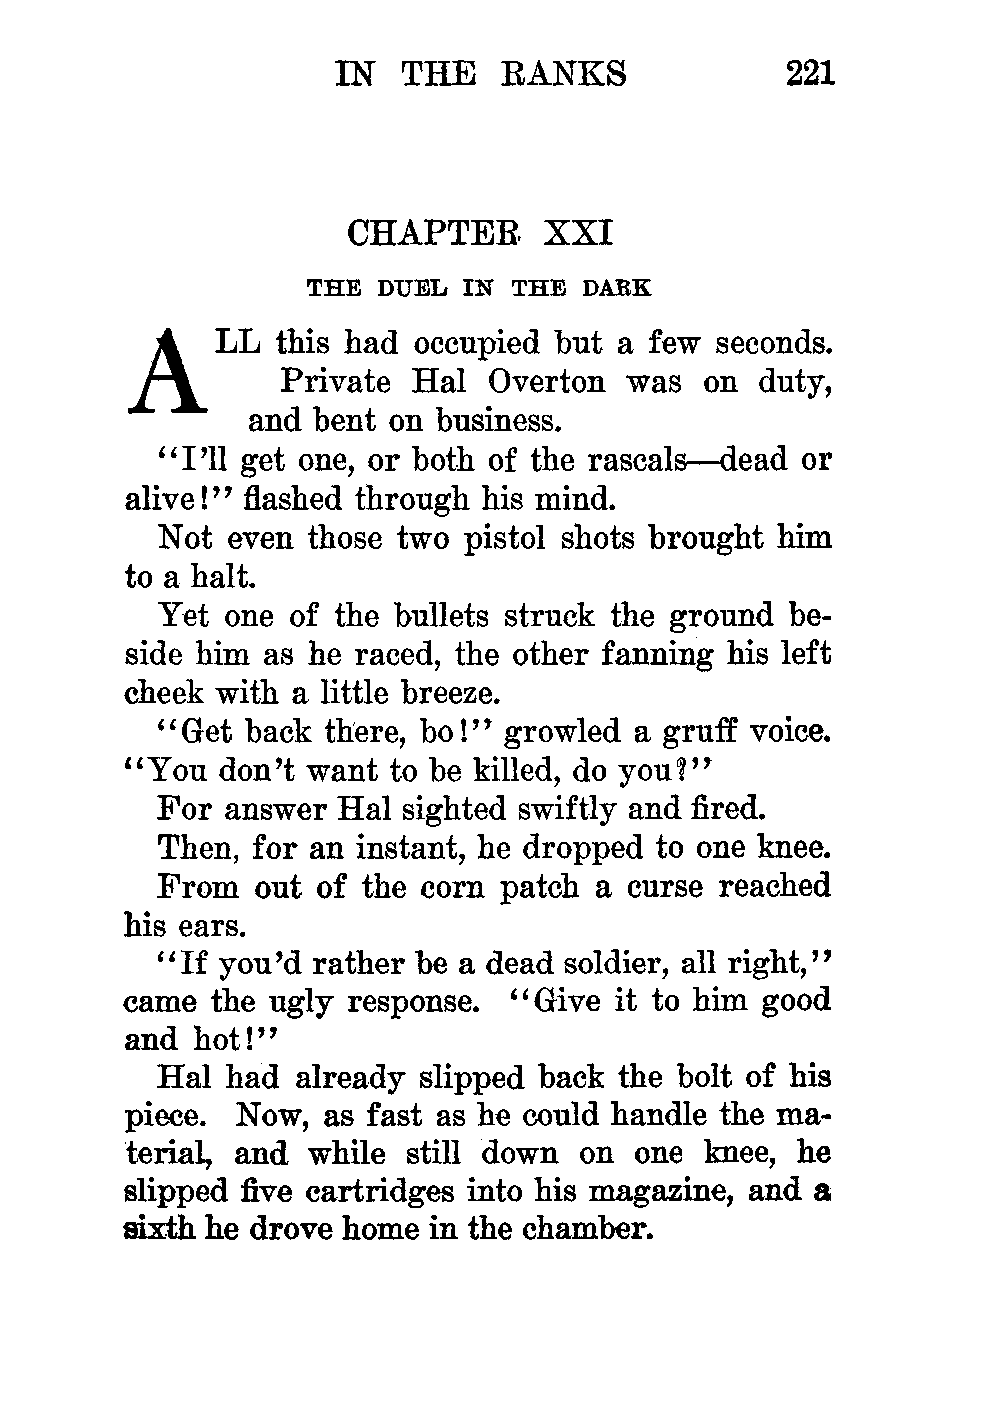 IN THE RANKS 221
CHAPTER XXI
THE DUEL IN THE DARK
ALL this had occupied but a few seconds.
Private Hal Overton was on duty,
and bent on business.
“I’ll get one, or both of the rascals—dead or
alive!” flashed through his mind.
Not even those two pistol shots brought him
to a halt.
Yet one of the bullets struck the ground be-
side him as he raced, the other fanning his left
cheek with a little breeze.
“Get back there, bo!” growled a gruff voice.
“You don’t want to be killed, do you?”
For answer Hal sighted swiftly and fired.
Then, for an instant, he dropped to one knee.
From out of the corn patch a curse reached
his ears.
“If you’d rather be a dead soldier, all right,”
came the ugly response. “Give it to him good
and hot!”
Hal had already slipped back the bolt of his
piece. Now, as fast as he could handle the ma-
terial, and while still down on one knee, he
slipped five cartridges into his magazine, and a
sixth he drove home in the chamber.